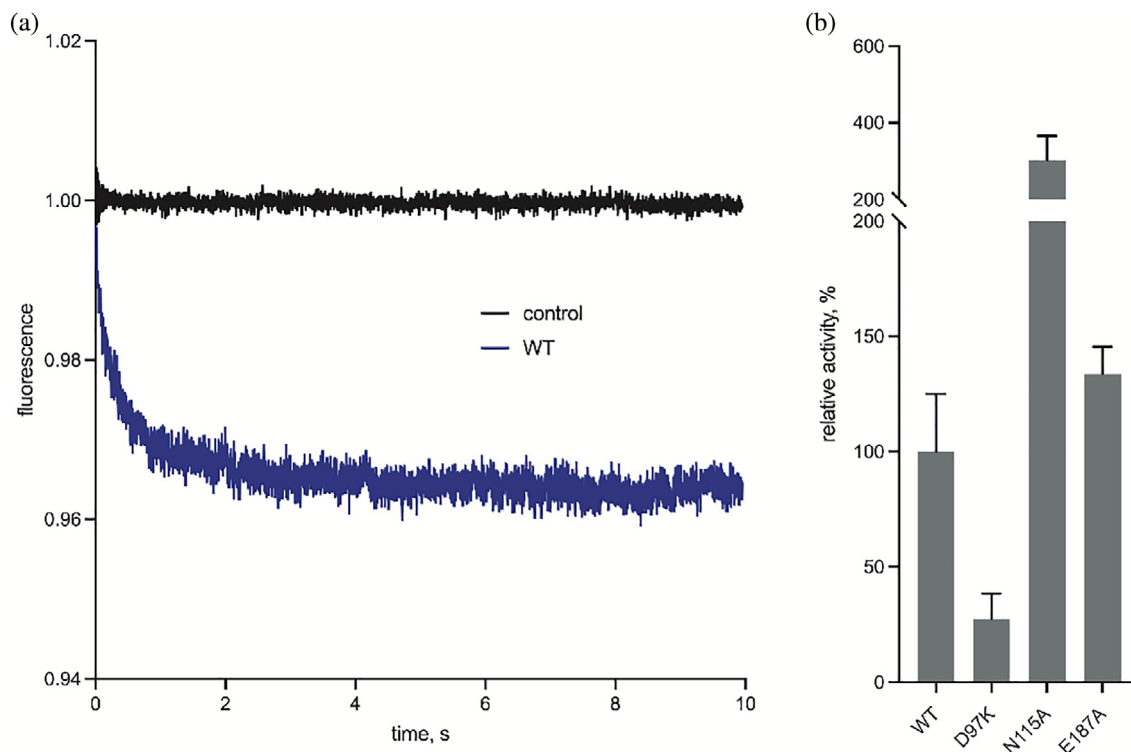 (a)
1.02
1.00
0.98
0.96
0.94
fluorescence
control
WT
0
2
4
6
8
10
time, s
(b)
600
400
200
200
150
100
50
0
relative activity, %
WT
D97K
N115A
E187A